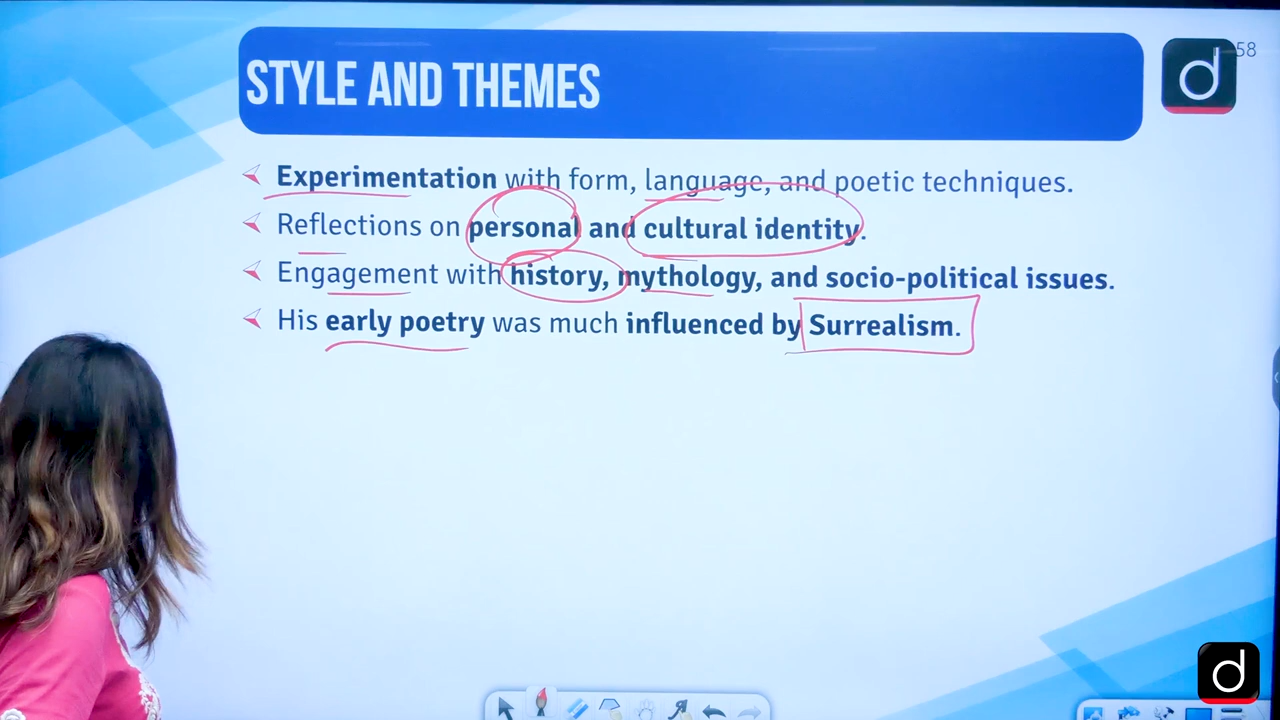 STYLE AND THEMES
58
Experimentation with form, language, and poetic techniques.
Reflections on personal and cultural identity.
Engagement with history, mythology, and socio-political issues.
His early poetry was much influenced by Surrealism.
d
d